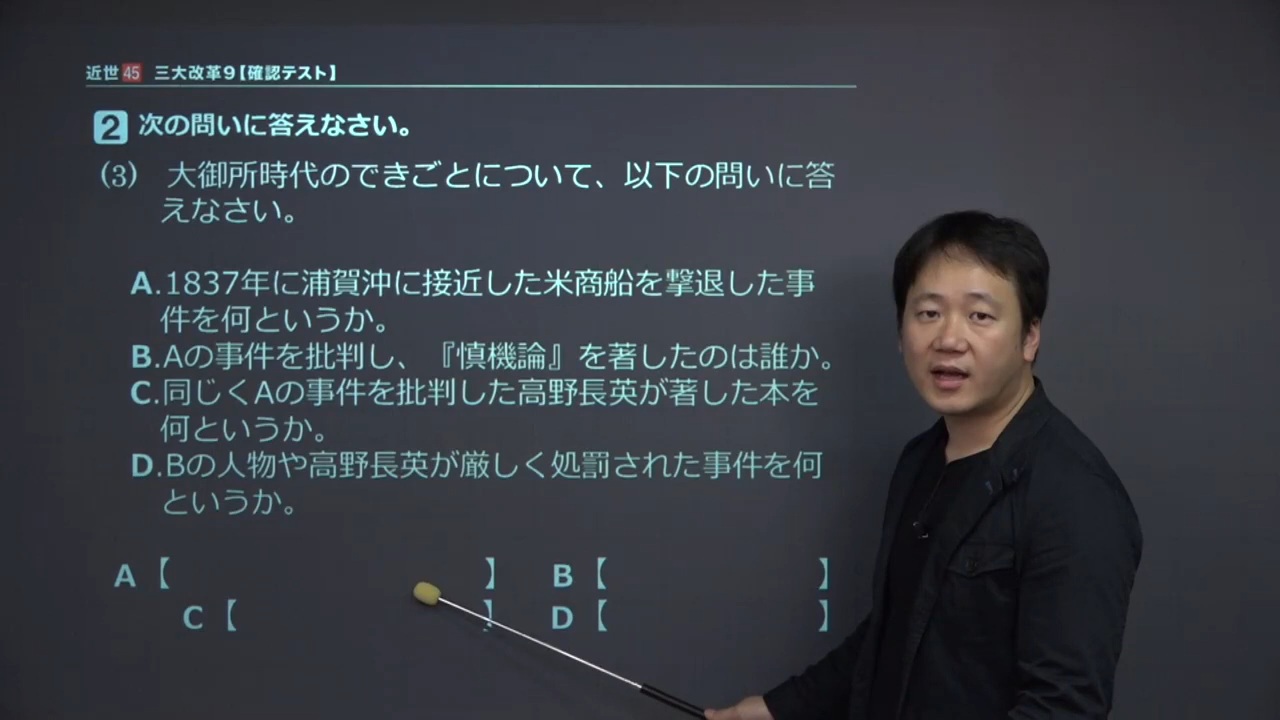 近世 45 三大改革9【確認テスト】
2 次の問いに答えなさい。
(3) 大御所時代のできごとについて、以下の問いに答
えなさい。
A.1837年に浦賀沖に接近した米商船を撃退した事
件を何というか。
B.Aの事件を批判し、『慎機論』を著したのは誰か。
C.同じくAの事件を批判した高野長英が著した本を
何というか。
D.Bの人物や高野長英が厳しく処罰された事件を何
というか。
A【 】 B【 】
C【 】 D【 】